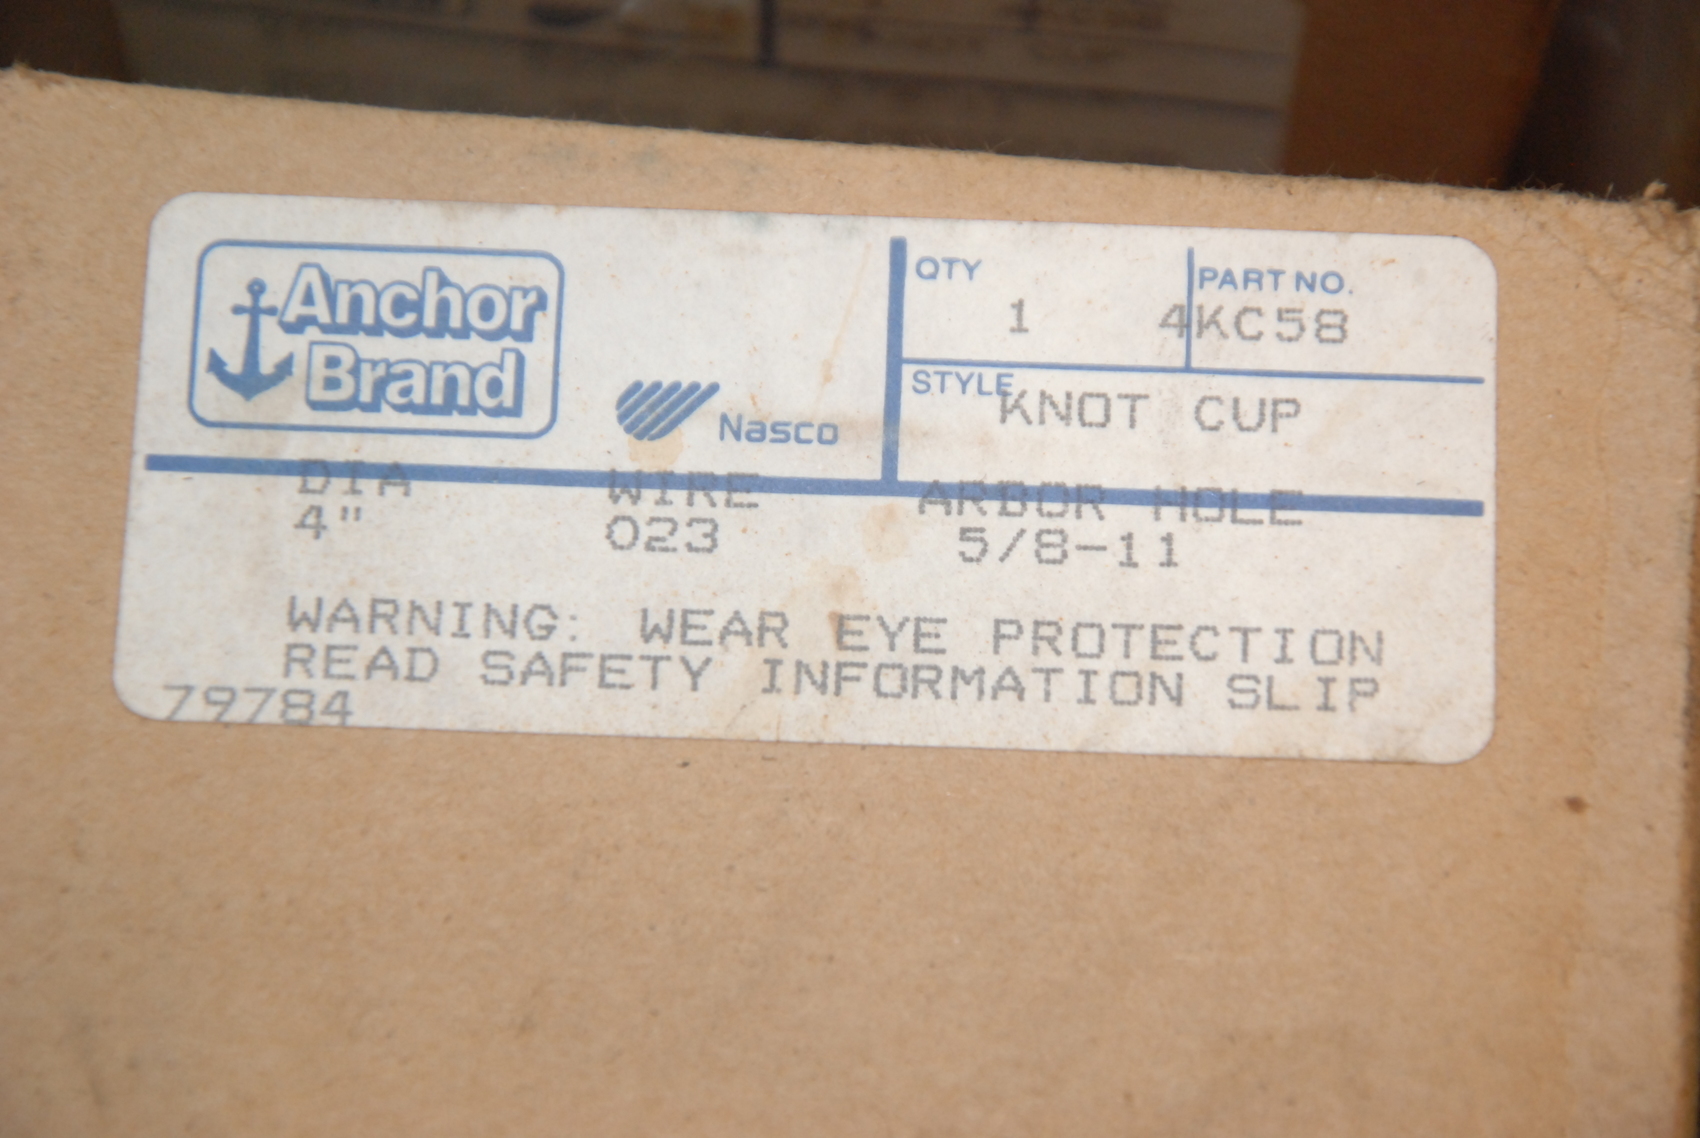 Anchor
Brand
Nasco
QTY
1
PART NO.
4KC58
STYLE
KNOT CUP
DIA WIRE ARBOR HOLE
4" 023 5/8-11
WARNING: WEAR EYE PROTECTION
READ SAFETY INFORMATION SLIP
79784